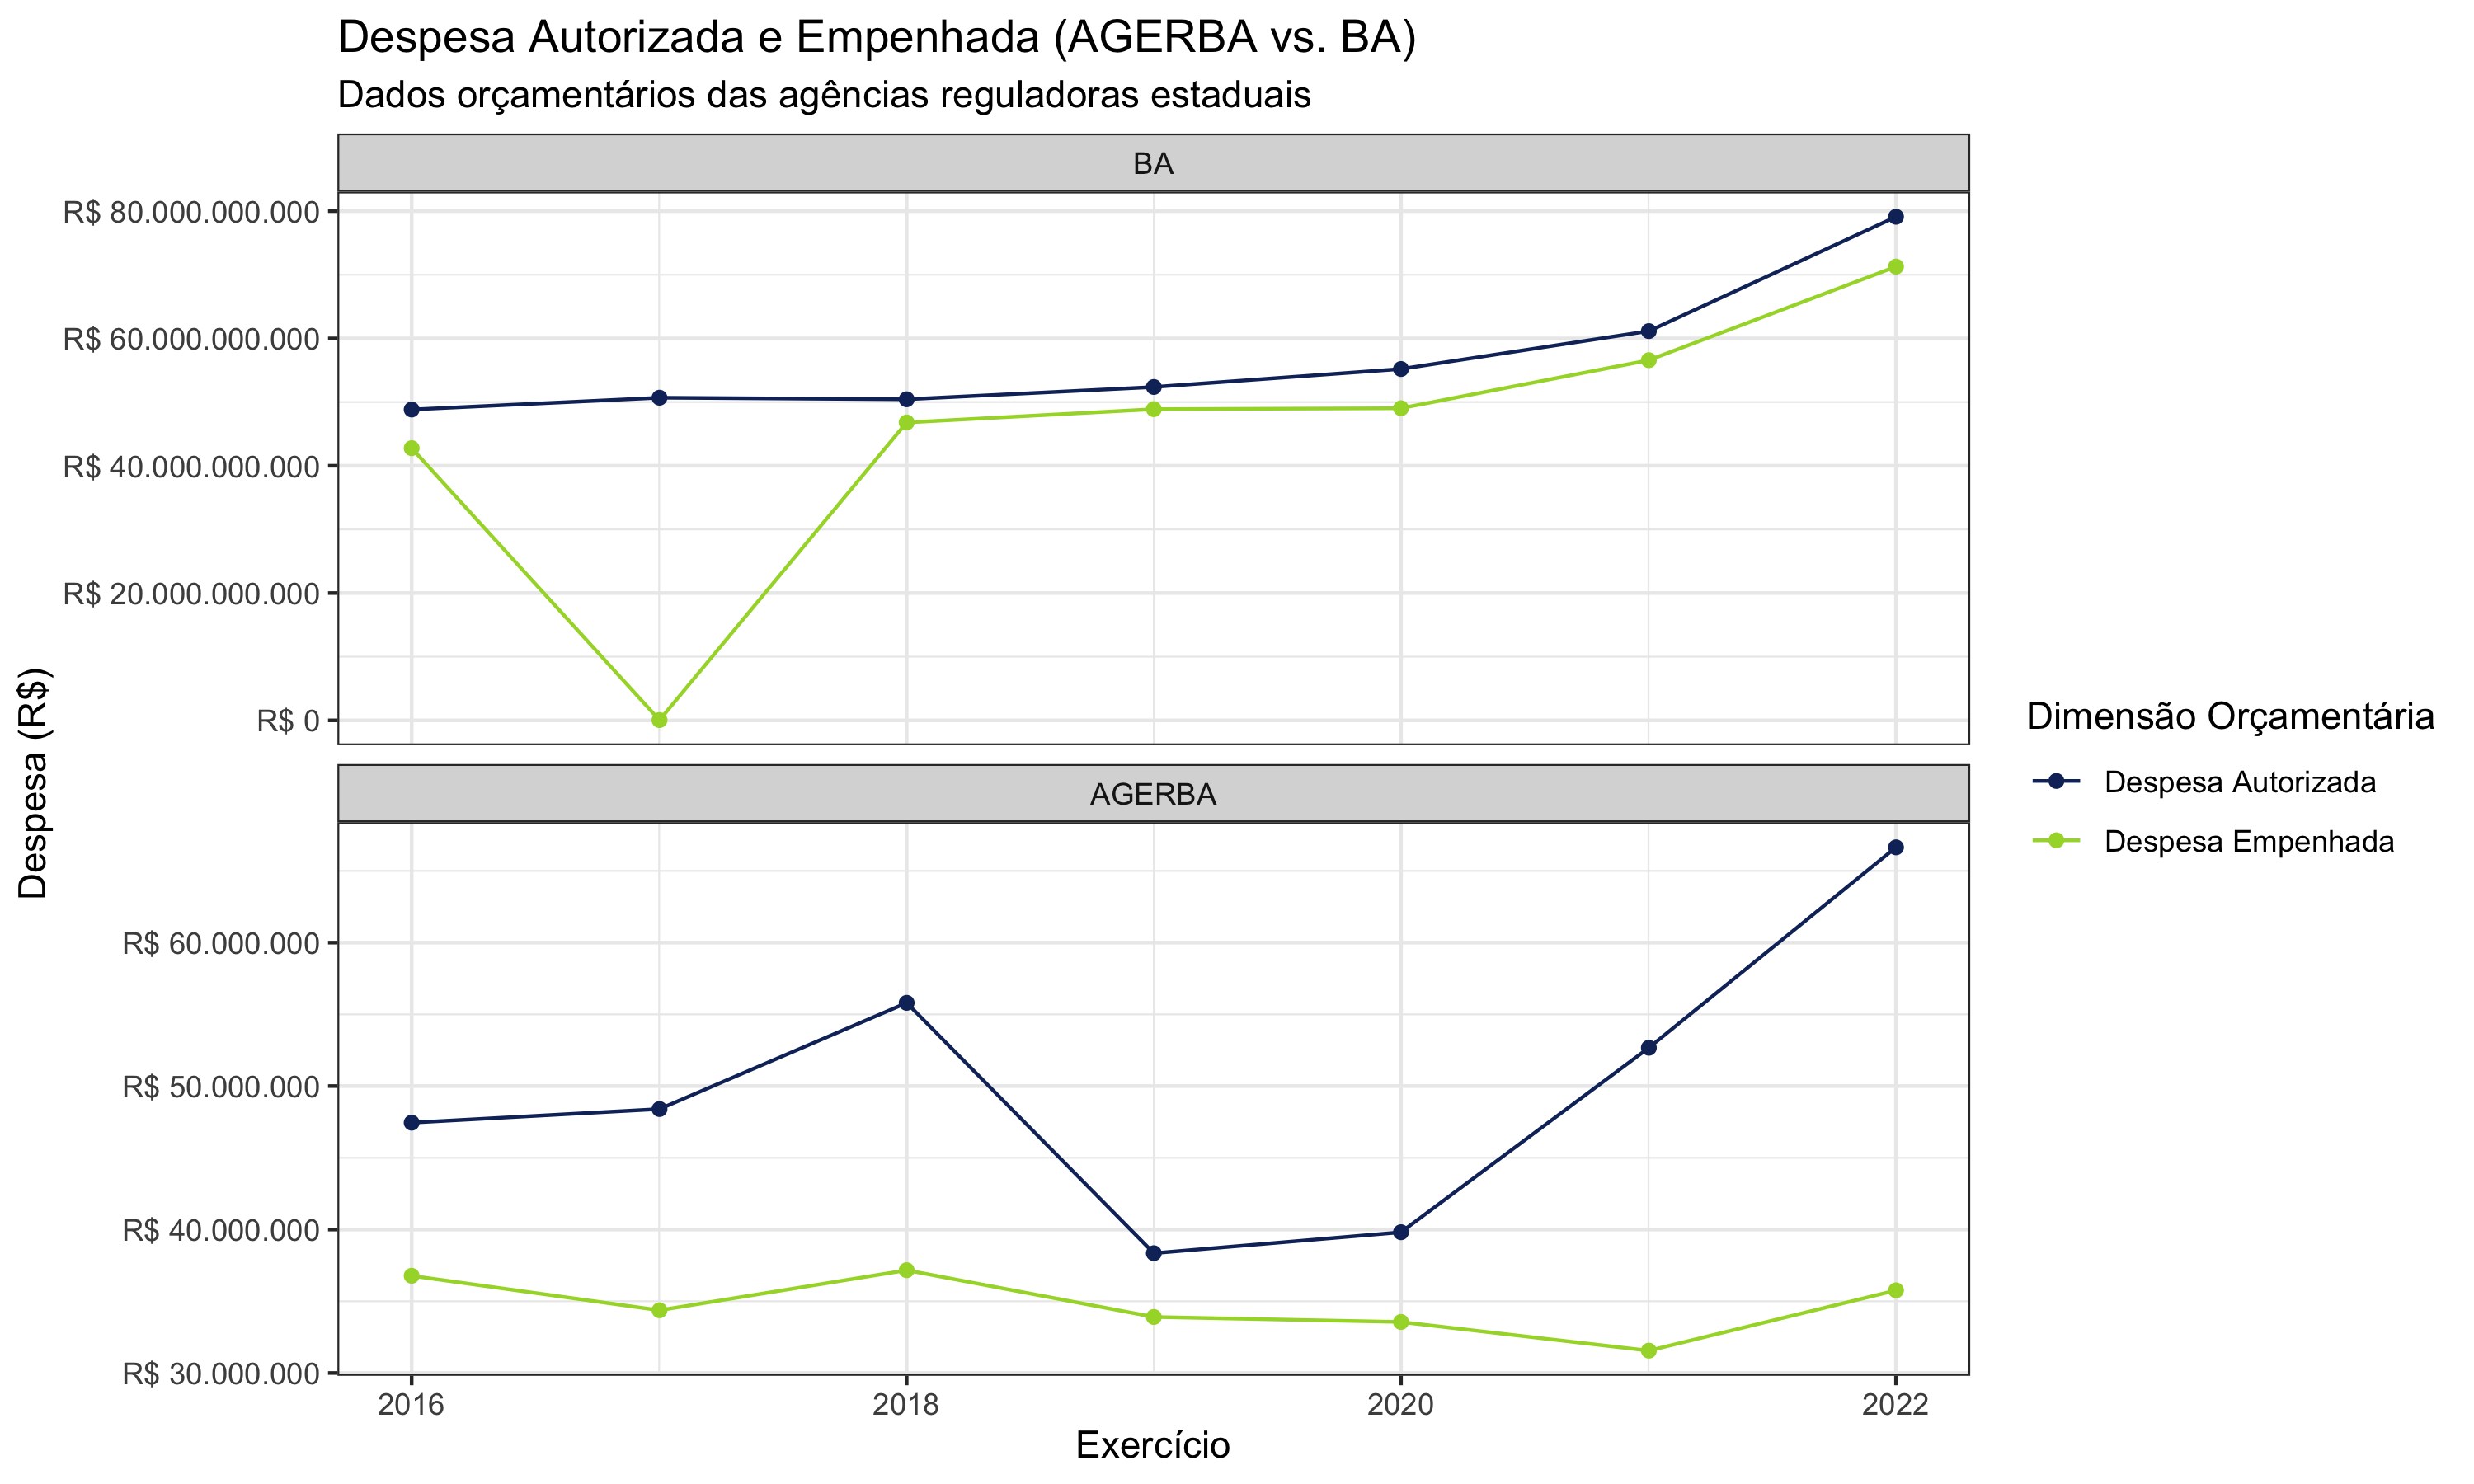 Despesa Autorizada e Empenhada (AGERBA vs. BA)
Dados orçamentários das agências reguladoras estaduais
BA
R$ 80.000.000.000
R$ 60.000.000.000
R$ 40.000.000.000
R$ 20.000.000.000
R$ 0
AGERBA
R$ 60.000.000
R$ 50.000.000
R$ 40.000.000
R$ 30.000.000
2016 2018 2020 2022
Exercício
Despesa (R$)
Dimensão Orçamentária
Despesa Autorizada
Despesa Empenhada